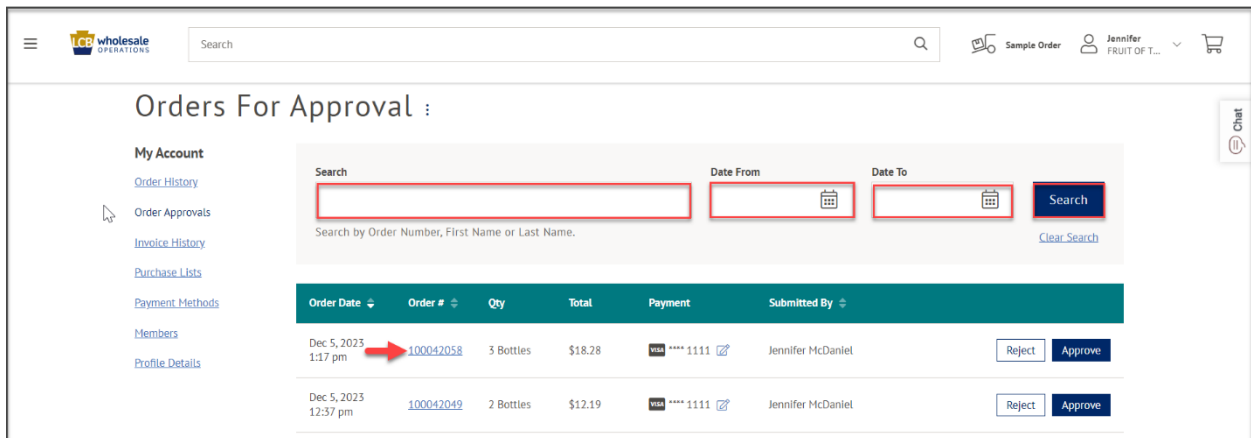 LCB wholesale
OPERATIONS
Search
Sample Order
Jennifer
FRUIT OF T...
Orders For Approval
Chat
My Account
Order History
Order Approvals
Invoice History
Purchase Lists
Payment Methods
Members
Profile Details
Search
Date From
Date To
Search
Search by Order Number, First Name or Last Name.
Clear Search
Order Date Order # Qty Total Payment Submitted By
Dec 5, 2023
1:17 pm
100042058 3 Bottles $18.28 VISA **** 1111 Jennifer McDaniel Reject Approve
Dec 5, 2023
12:37 pm
100042049 2 Bottles $12.19 VISA **** 1111 Jennifer McDaniel Reject Approve